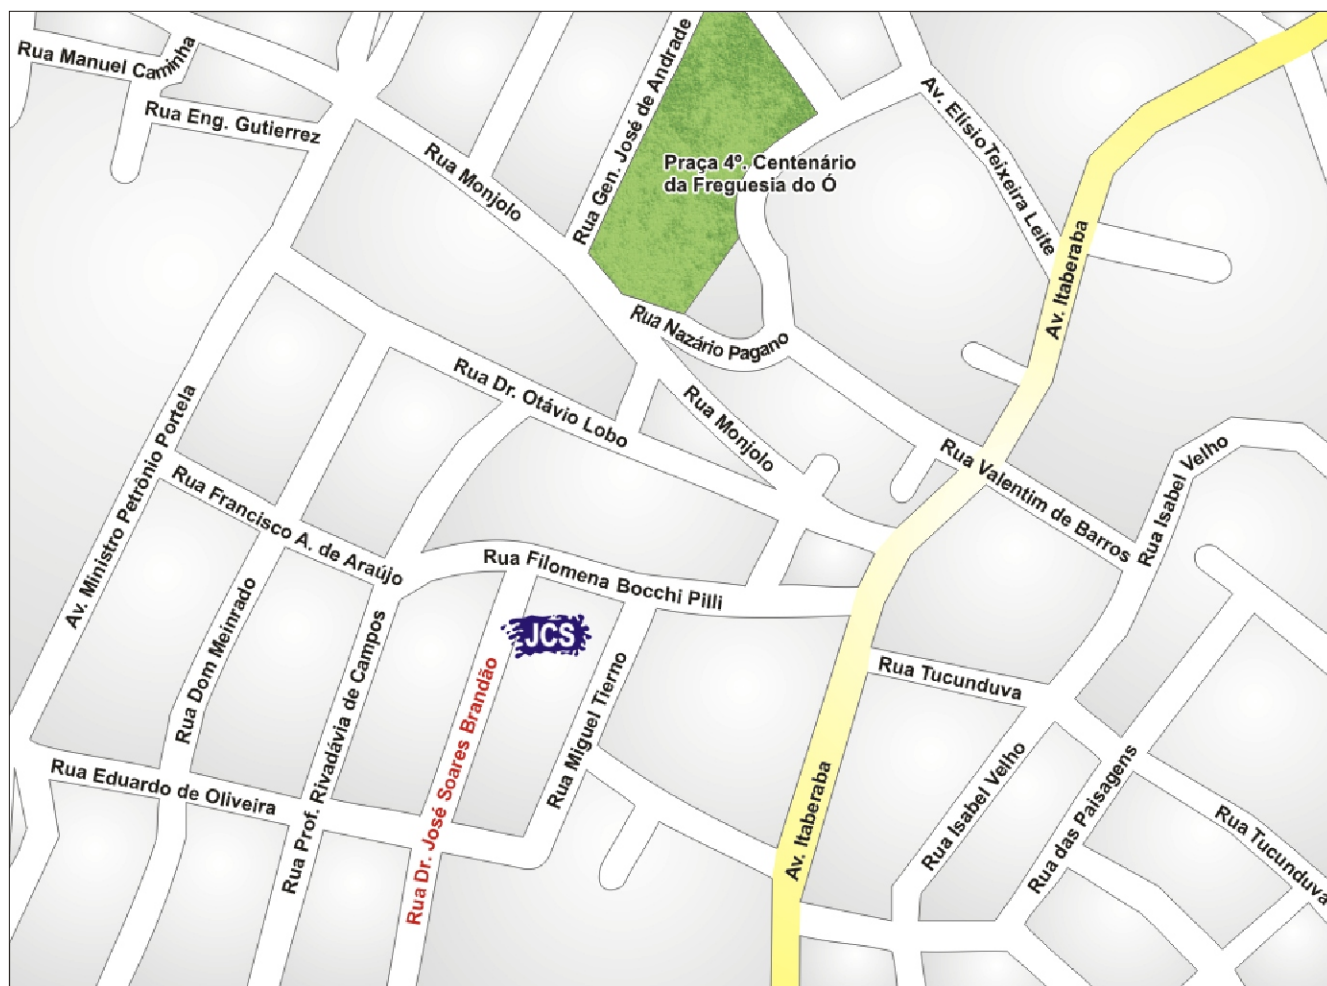 Rua Manuel Caminha
Rua Eng. Gutierrez
Rua Monjolo
Rua Gen. José de Andrade
Praça 4º. Centenário
da Freguesia do Ó
Av. Elísio Teixeira Leite
Av. Itaberaba
Rua Nazário Pagano
Rua Dr. Otávio Lobo
Rua Monjolo
Rua Valentim de Barros
Rua Isabel Velho
Av. Ministro Petrônio Portela
Rua Francisco A. de Araújo
Rua Filomena Bocchi Pilli
JCS
Rua Dom Meinrado
Rua Prof. Rivadávia de Campos
Rua Dr. José Soares Brandão
Rua Miguel Tierno
Rua Tucunduva
Rua Eduardo de Oliveira
Av. Itaberaba
Rua Isabel Velho
Rua das Paisagens
Rua Tucunduva